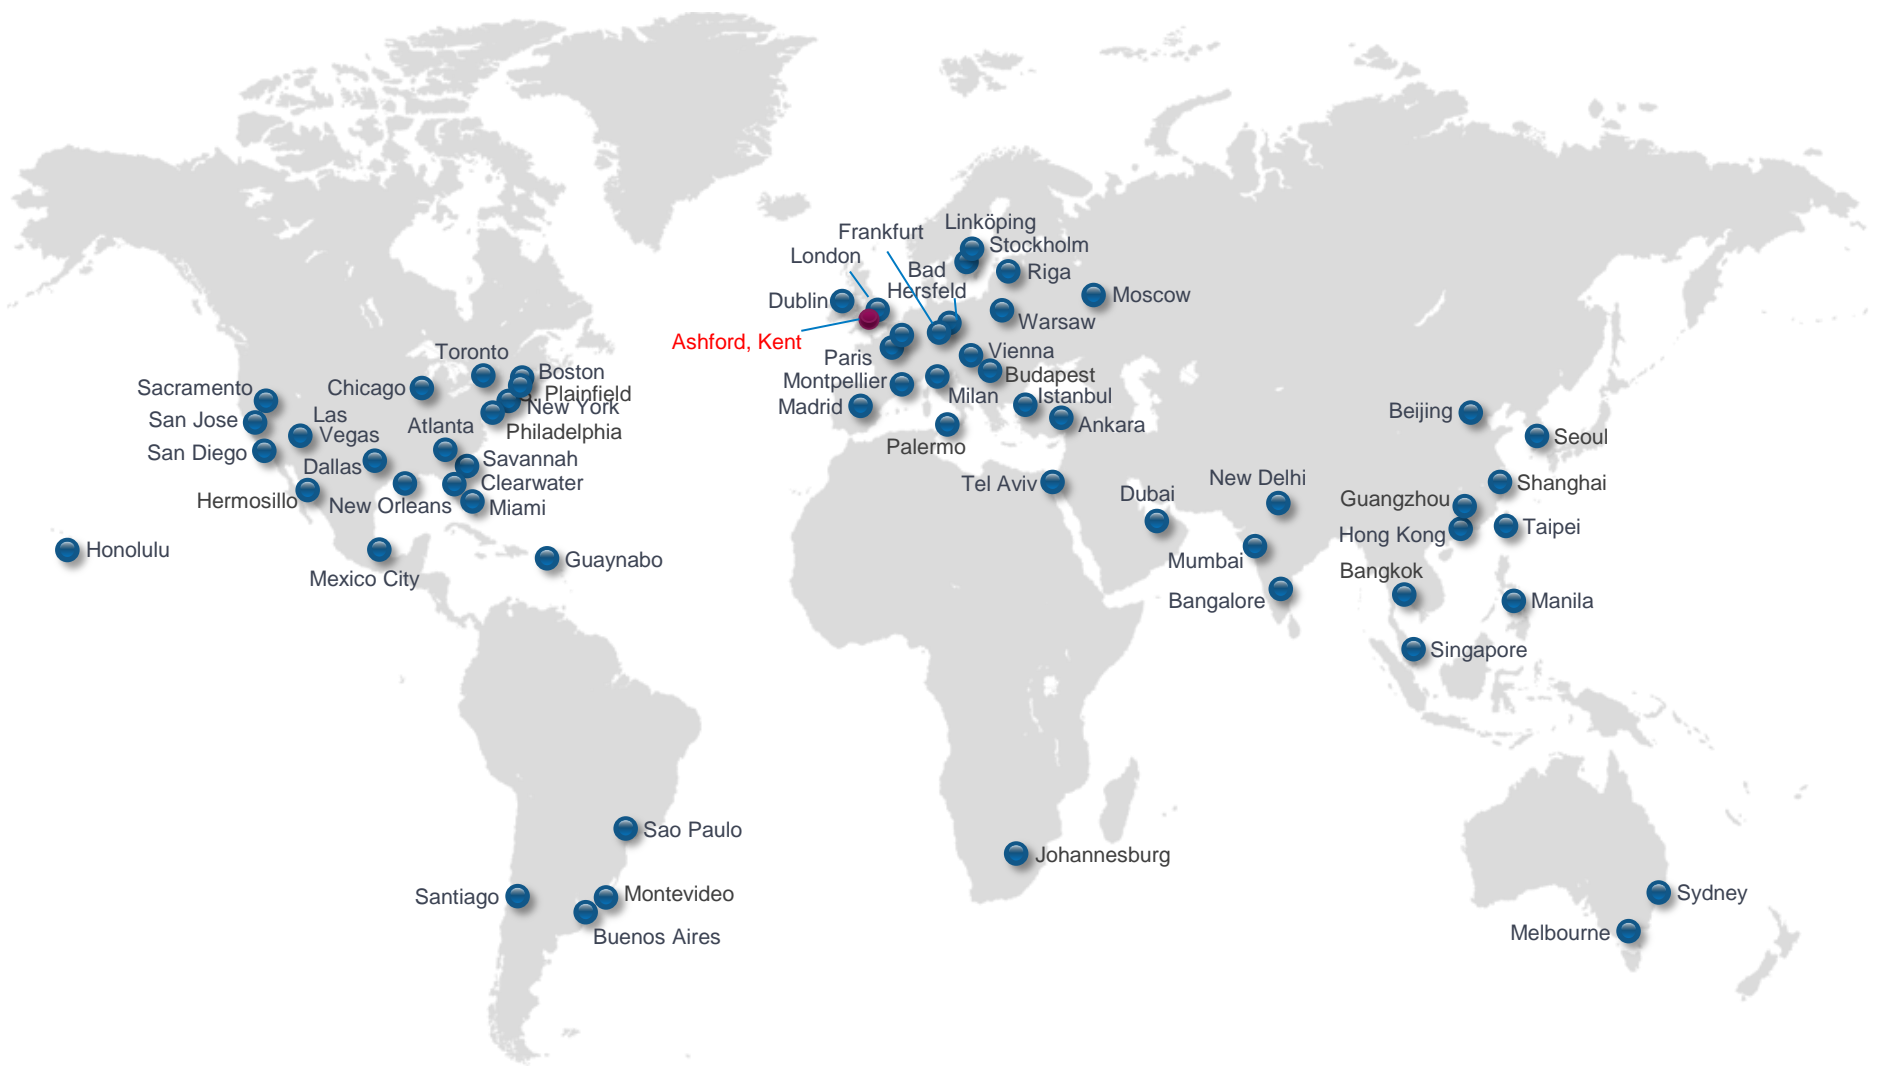 Linköping
Frankfurt
Stockholm
London
Bad
Hersfeld
Riga
Dublin
Moscow
Warsaw
Ashford, Kent
Paris
Vienna
Budapest
Montpellier
Milan
Istanbul
Madrid
Ankara
Palermo
Toronto
Boston
Sacramento
Chicago
. Plainfield
New York
San Jose
Las
Vegas
Atlanta
Philadelphia
San Diego
Dallas
Savannah
Clearwater
Hermosillo
New Orleans
Miami
Honolulu
Guaynabo
Mexico City
Beijing
Seoul
Tel Aviv
Dubai
New Delhi
Shanghai
Guangzhou
Hong Kong
Taipei
Mumbai
Bangkok
Bangalore
Manila
Singapore
Sao Paulo
Johannesburg
Santiago
Montevideo
Buenos Aires
Sydney
Melbourne